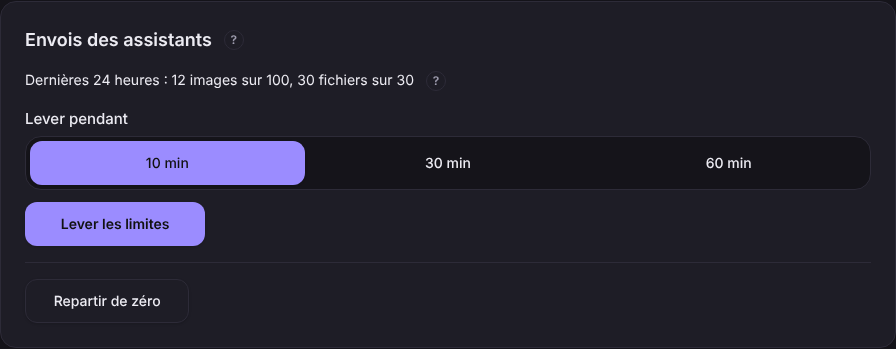 Envois des assistants ?
Dernières 24 heures : 12 images sur 100, 30 fichiers sur 30 ?
Lever pendant
10 min 30 min 60 min
Lever les limites
Repartir de zéro